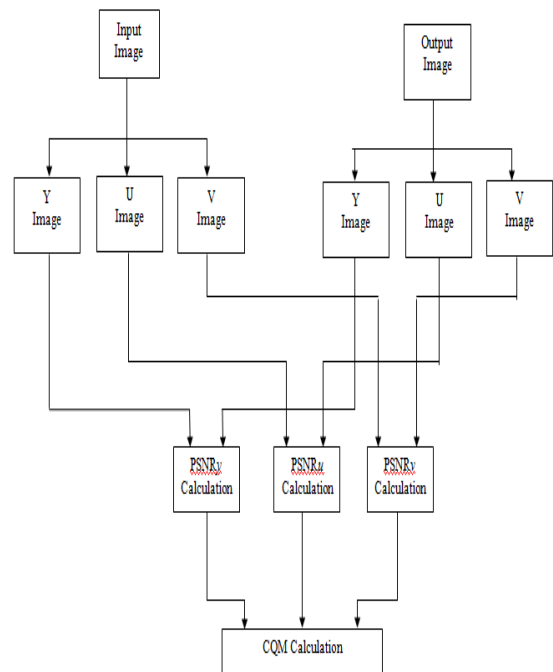 Input
Image
Output
Image
Y
Image
U
Image
V
Image
Y
Image
U
Image
V
Image
PSNRy
Calculation
PSNRu
Calculation
PSNRv
Calculation
CQM Calculation